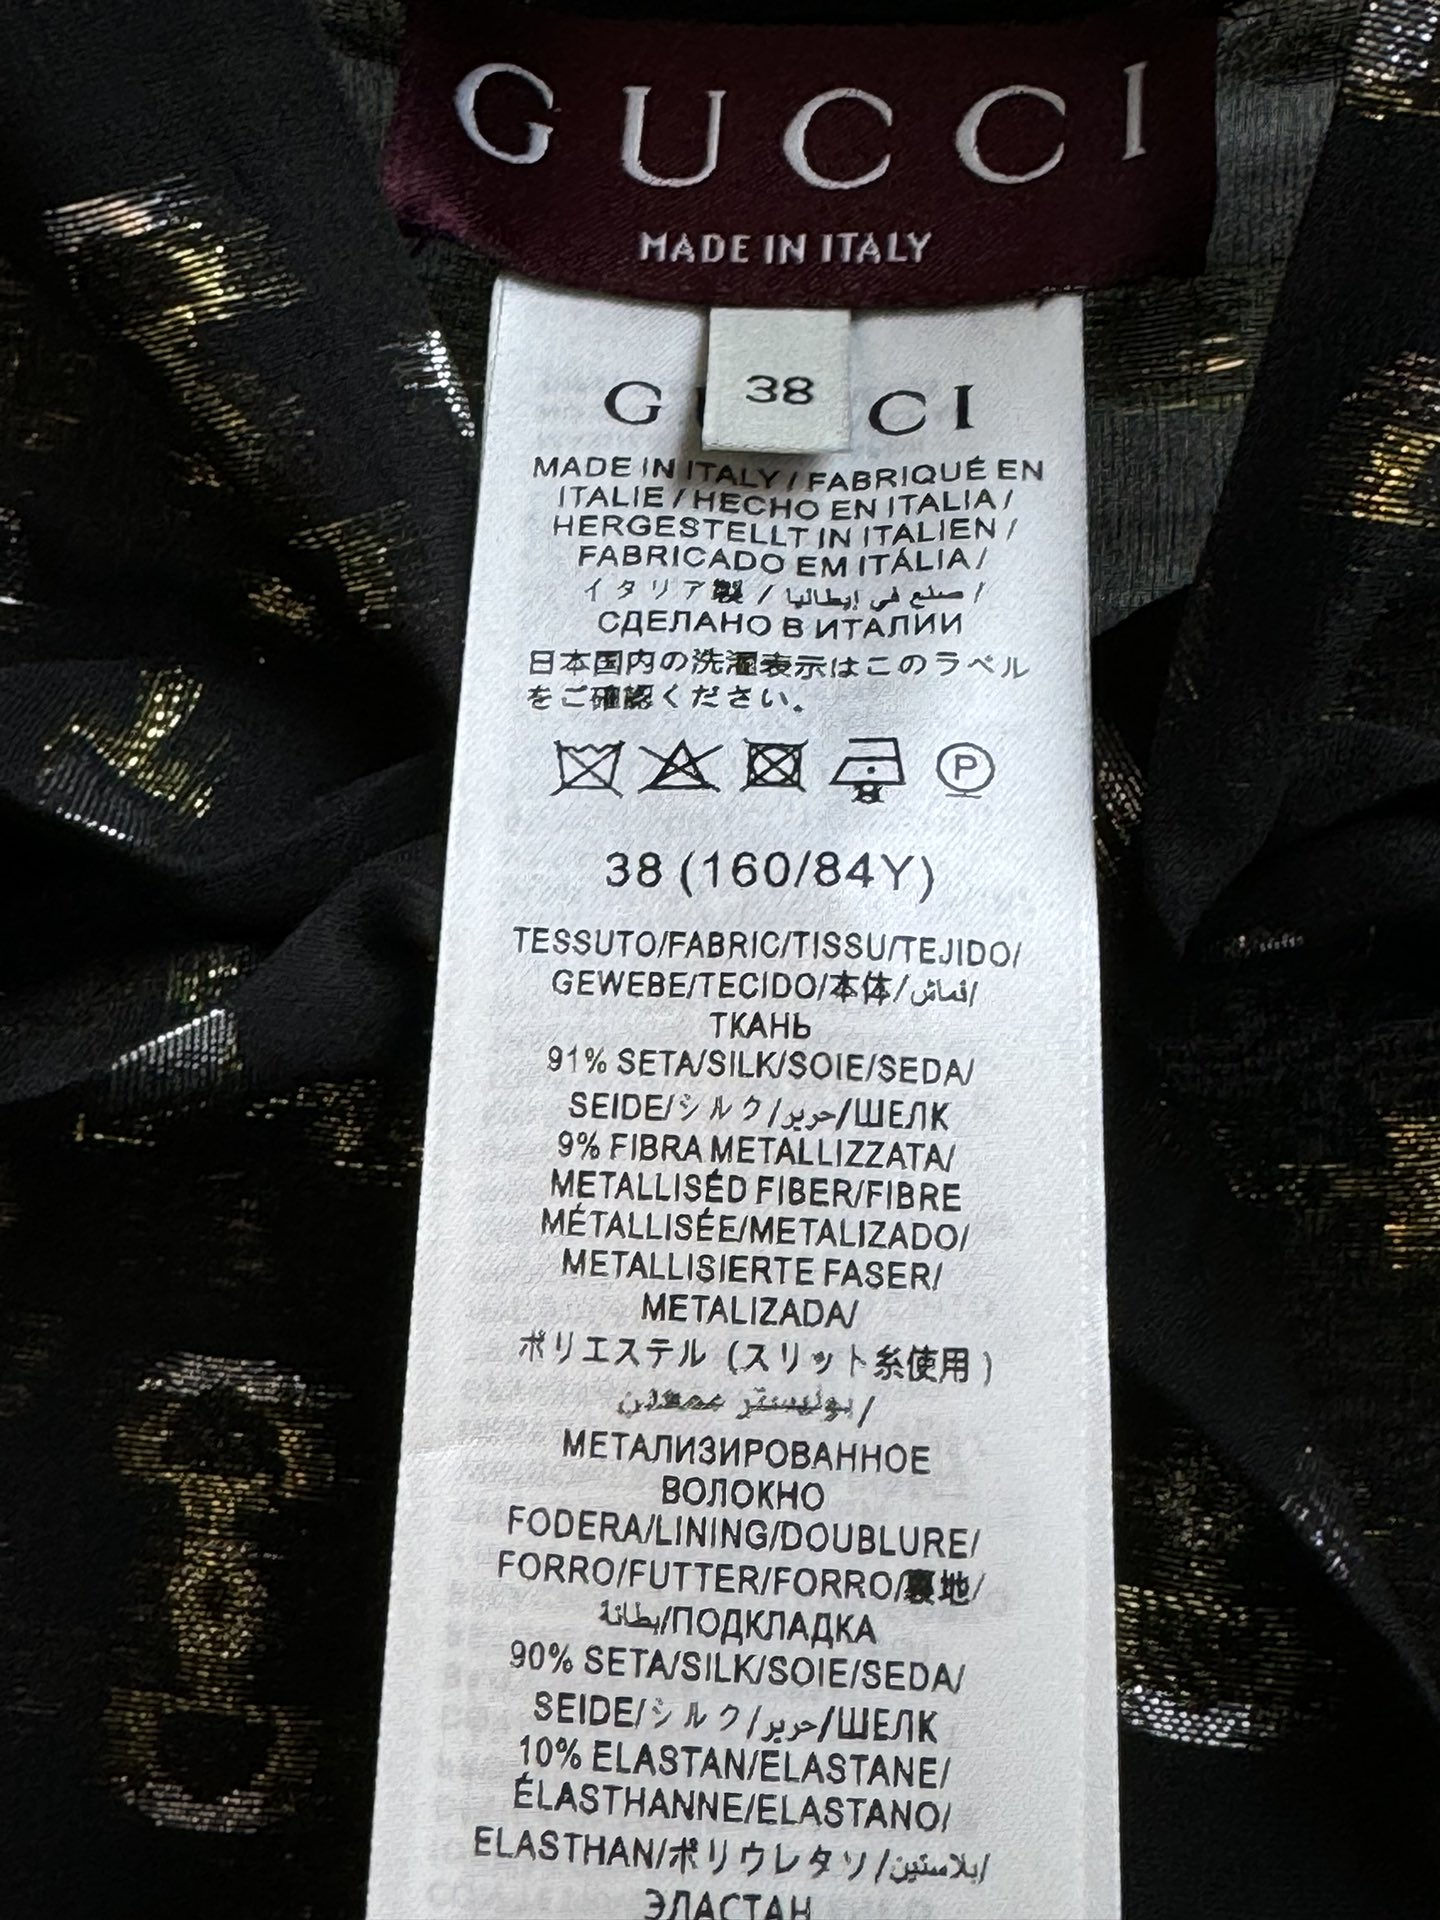 GUCCI
MADE IN ITALY
38
G CCI
MADE IN ITALY / FABRIQUÉ EN
ITALIE / HECHO EN ITALIA /
HERGESTELLT IN ITALIEN /
FABRICADO EM ITÁLIA /
イタリア製 / صنع في إيطاليا /
СДЕЛАНО В ИТАЛИИ
日本国内の洗濯表示はこのラベル
をご確認ください。
P
38 (160/84Y)
TESSUTO/FABRIC/TISSU/TEJIDO/
GEWEBE/TECIDO/本体/قماش/
ТКАНЬ
91% SETA/SILK/SOIE/SEDA/
SEIDE/シルク/حرير/ШЕЛК
9% FIBRA METALLIZZATA/
METALLISÉD FIBER/FIBRE
MÉTALLISÉE/METALIZADO/
METALLISIERTE FASER/
METALIZADA/
ポリエステル (スリット糸使用)
/
МЕТАЛИЗИРОВАННОЕ
ВОЛОКНО
FODERA/LINING/DOUBLURE/
FORRO/FUTTER/FORRO/裏地/
بطانة/ПОДКЛАДКА
90% SETA/SILK/SOIE/SEDA/
SEIDE/シルク/حرير/ШЕЛК
10% ELASTAN/ELASTANE/
ÉLASTHANNE/ELASTANO/
ELASTHAN/ポリウレタン/إيلاستين/
ЭЛАСТАН